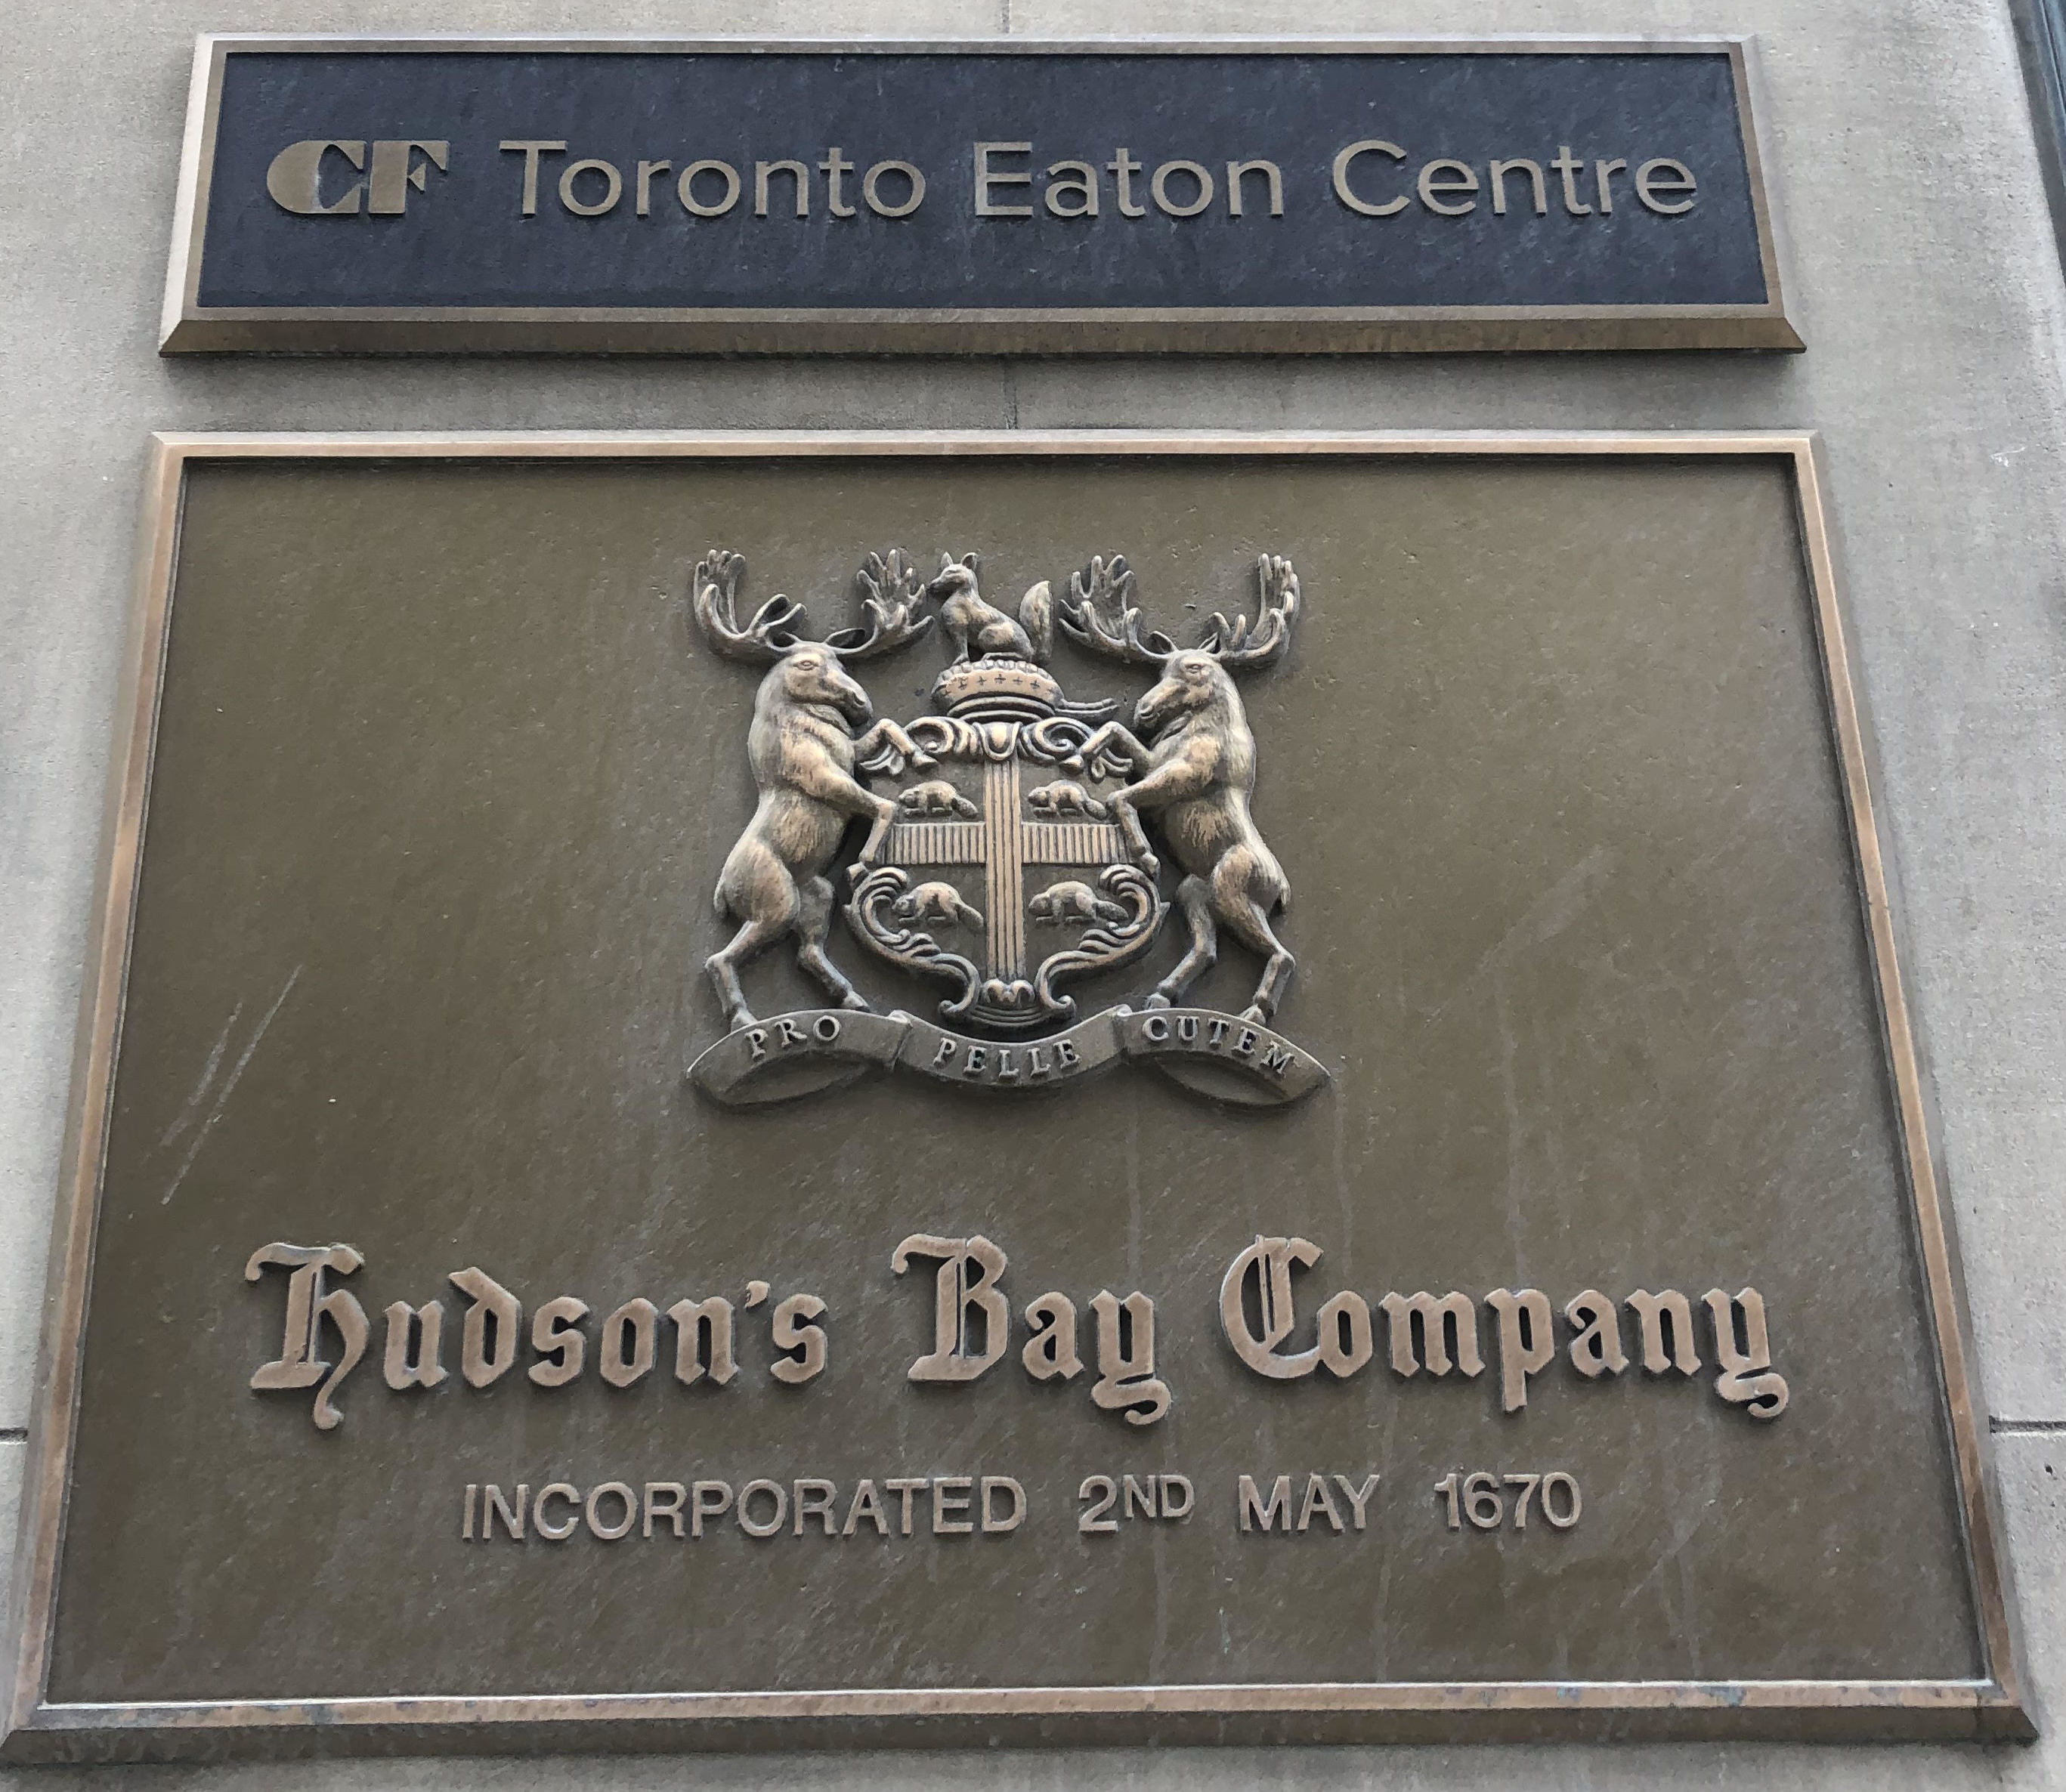 CF Toronto Eaton Centre
PRO PELLE CUTEM
Hudson's Bay Company
INCORPORATED 2ND MAY 1670